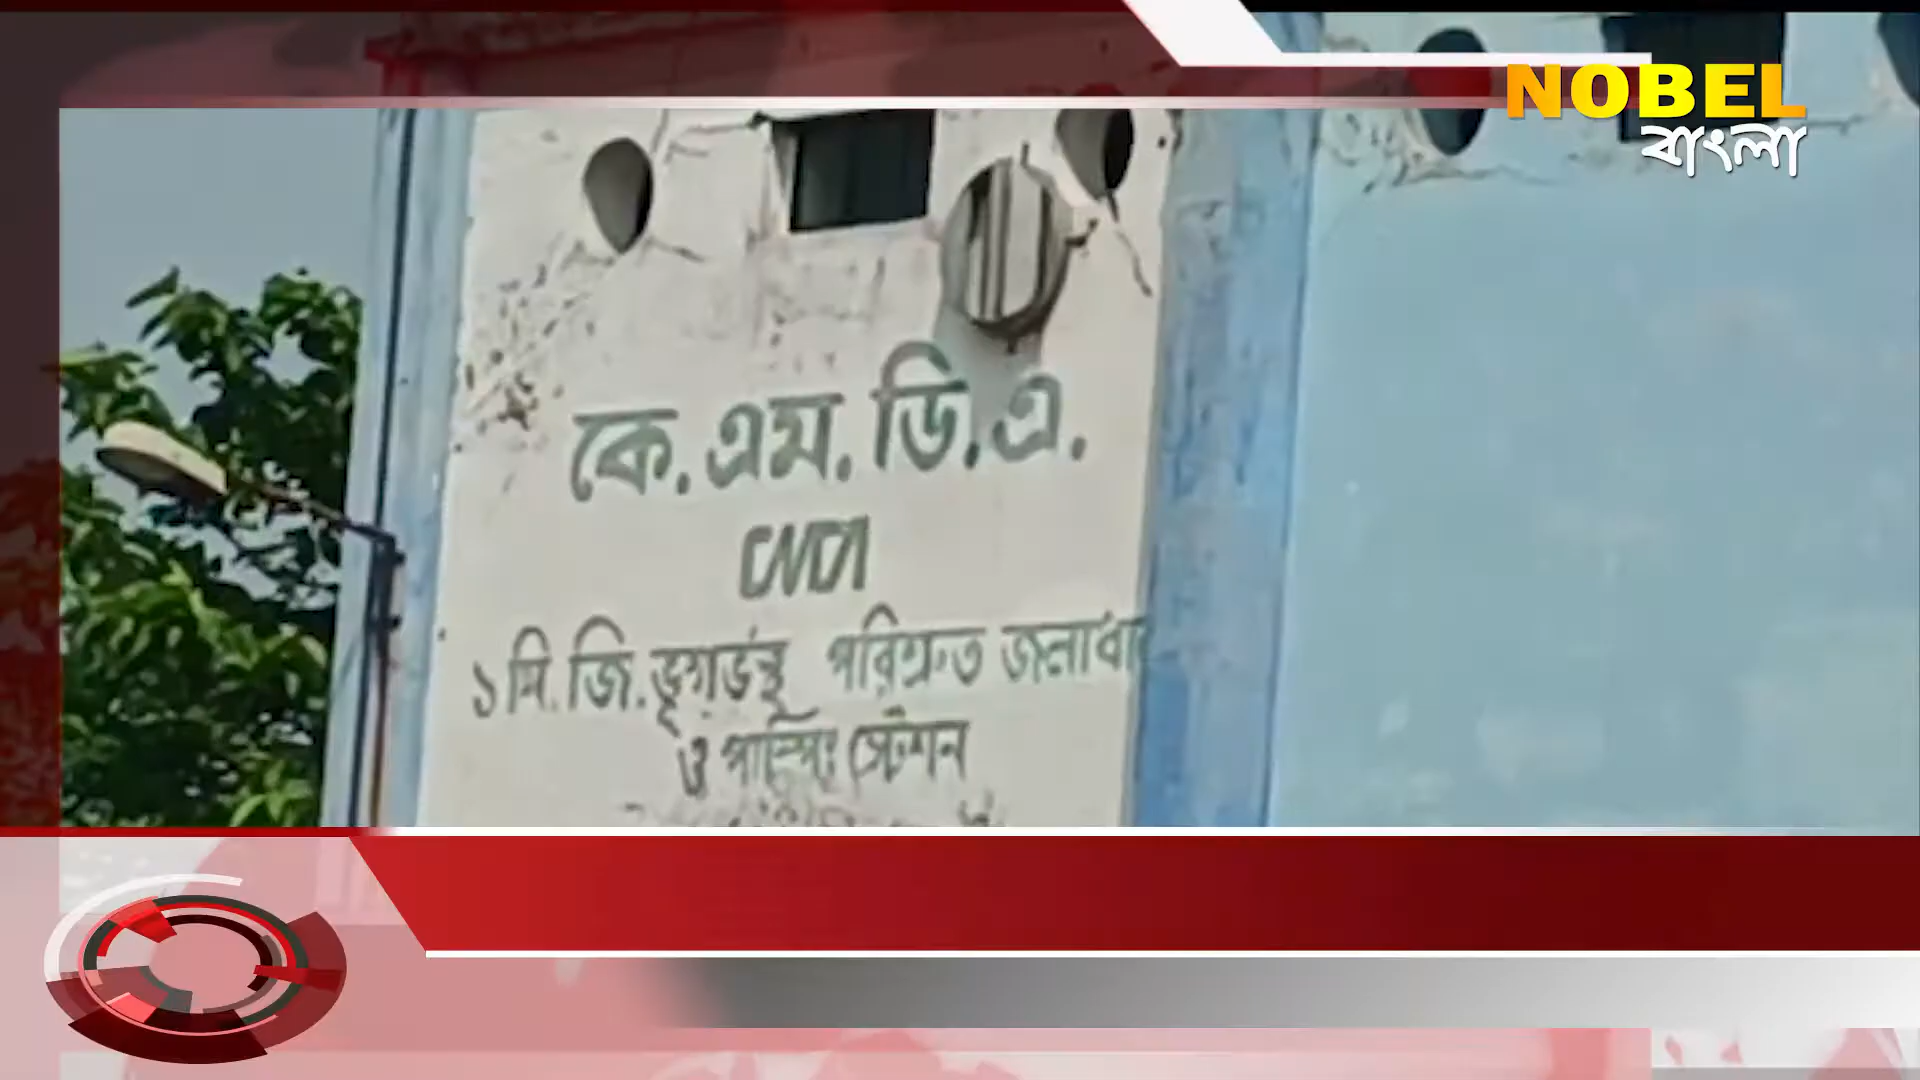 NOBEL
বাংলা
কে.এম.ডি.এ.
CMDA
১ মি.জি.ভূগর্ভস্থ পরিশ্রুত জলাধার
ও পাম্পিং স্টেশন